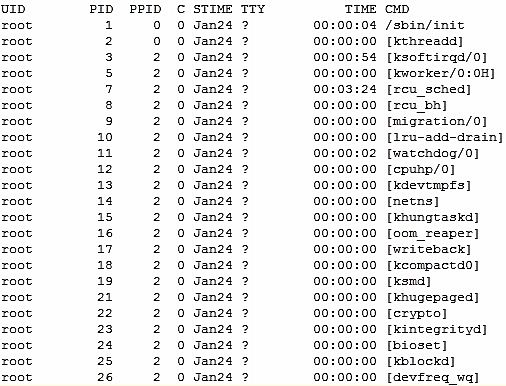 UID        PID  PPID  C STIME TTY          TIME CMD
root         1     0  0 Jan24 ?        00:00:04 /sbin/init
root         2     0  0 Jan24 ?        00:00:00 [kthreadd]
root         3     2  0 Jan24 ?        00:00:54 [ksoftirqd/0]
root         5     2  0 Jan24 ?        00:00:00 [kworker/0:0H]
root         7     2  0 Jan24 ?        00:03:24 [rcu_sched]
root         8     2  0 Jan24 ?        00:00:00 [rcu_bh]
root         9     2  0 Jan24 ?        00:00:00 [migration/0]
root        10     2  0 Jan24 ?        00:00:00 [lru-add-drain]
root        11     2  0 Jan24 ?        00:00:02 [watchdog/0]
root        12     2  0 Jan24 ?        00:00:00 [cpuhp/0]
root        13     2  0 Jan24 ?        00:00:00 [kdevtmpfs]
root        14     2  0 Jan24 ?        00:00:00 [netns]
root        15     2  0 Jan24 ?        00:00:00 [khungtaskd]
root        16     2  0 Jan24 ?        00:00:00 [oom_reaper]
root        17     2  0 Jan24 ?        00:00:00 [writeback]
root        18     2  0 Jan24 ?        00:00:00 [kcompactd0]
root        19     2  0 Jan24 ?        00:00:00 [ksmd]
root        21     2  0 Jan24 ?        00:00:00 [khugepaged]
root        22     2  0 Jan24 ?        00:00:00 [crypto]
root        23     2  0 Jan24 ?        00:00:00 [kintegrityd]
root        24     2  0 Jan24 ?        00:00:00 [bioset]
root        25     2  0 Jan24 ?        00:00:00 [kblockd]
root        26     2  0 Jan24 ?        00:00:00 [devfreq_wq]